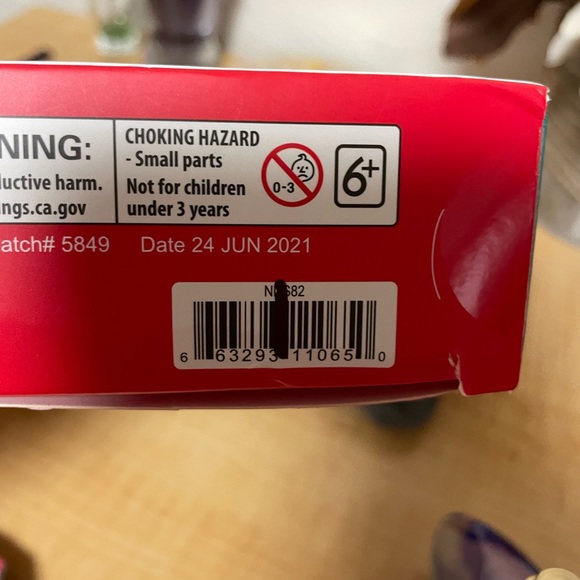 NING:
uctive harm.
ngs.ca.gov
CHOKING HAZARD
- Small parts
Not for children
under 3 years
0-3
6+
atch# 5849 Date 24 JUN 2021
6 63293 11065 0